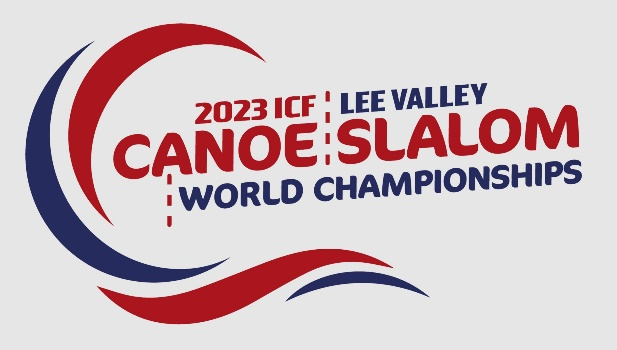 2023 ICF LEE VALLEY
CANOE SLALOM
WORLD CHAMPIONSHIPS